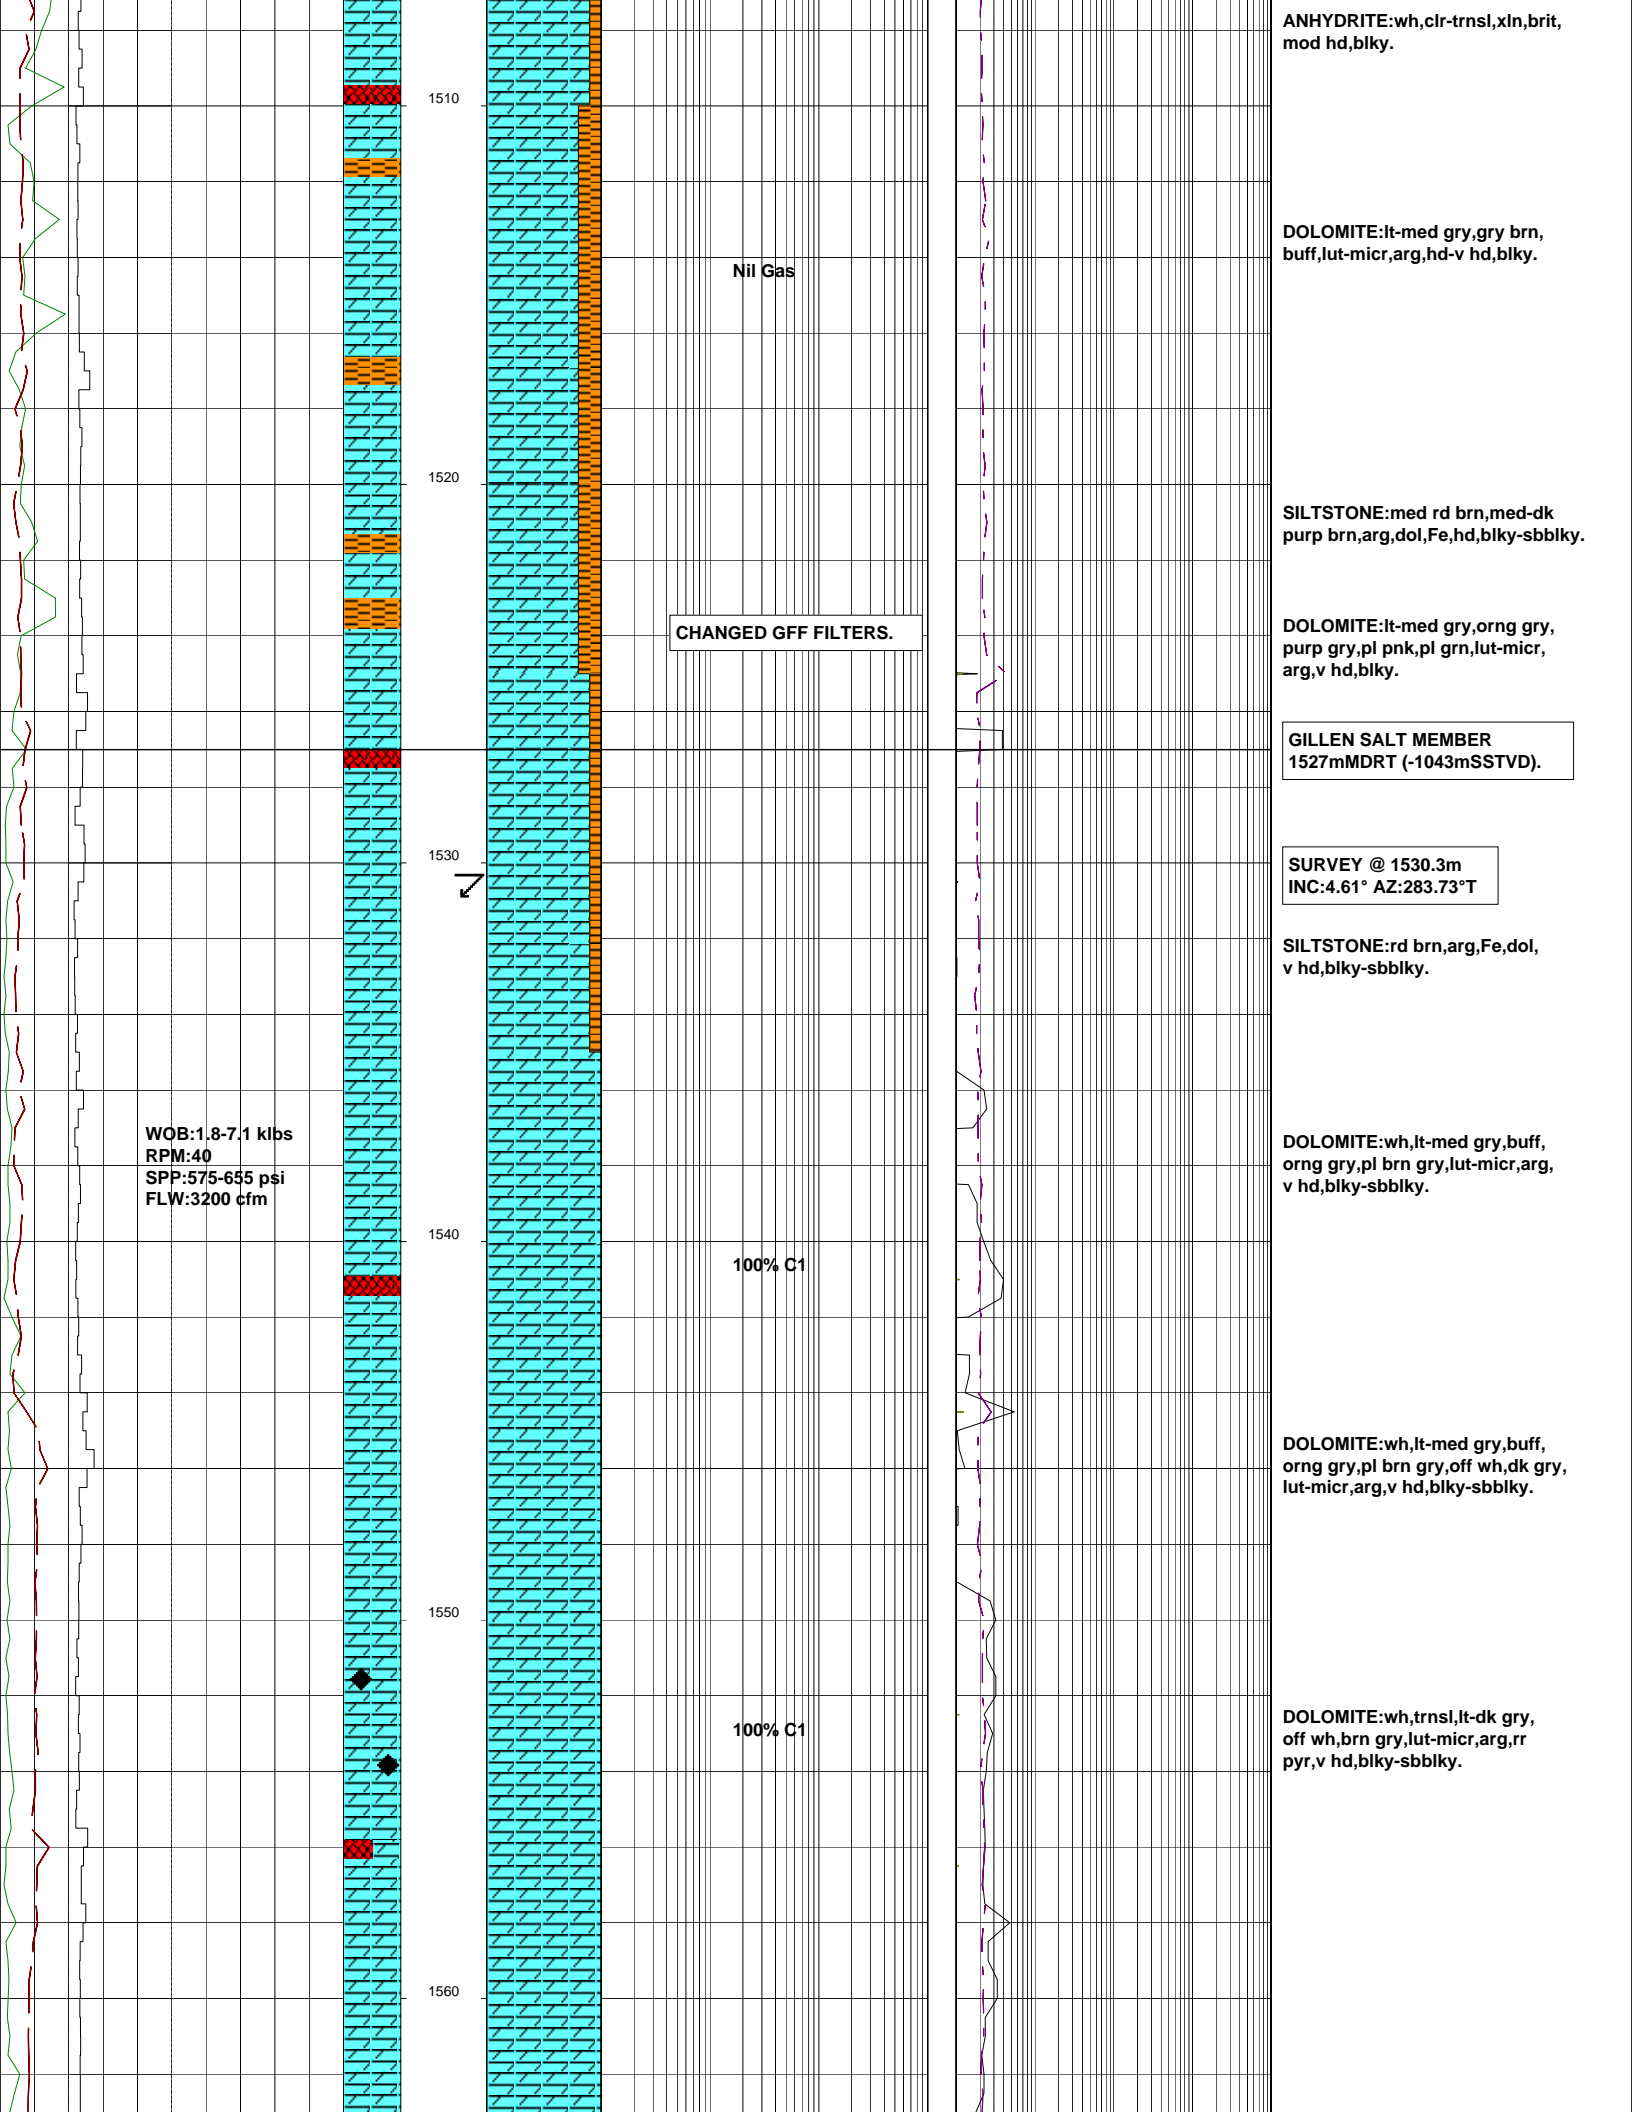 ANHYDRITE:wh,clr-trnsl,xln,brit,
mod hd,blky.
1510
DOLOMITE:lt-med gry,gry brn,
buff,lut-micr,arg,hd-v hd,blky.
Nil Gas
1520
SILTSTONE:med rd brn,med-dk
purp brn,arg,dol,Fe,hd,blky-sbblky.
CHANGED GFF FILTERS.
DOLOMITE:lt-med gry,orng gry,
purp gry,pl pnk,pl grn,lut-micr,
arg,v hd,blky.
GILLEN SALT MEMBER
1527mMDRT (-1043mSSTVD).
1530
SURVEY @ 1530.3m
INC:4.61° AZ:283.73°T
SILTSTONE:rd brn,arg,Fe,dol,
v hd,blky-sbblky.
WOB:1.8-7.1 klbs
RPM:40
SPP:575-655 psi
FLW:3200 cfm
DOLOMITE:wh,lt-med gry,buff,
orng gry,pl brn gry,lut-micr,arg,
v hd,blky-sbblky.
1540
100% C1
DOLOMITE:wh,lt-med gry,buff,
orng gry,pl brn gry,off wh,dk gry,
lut-micr,arg,v hd,blky-sbblky.
1550
100% C1
DOLOMITE:wh,trnsl,lt-dk gry,
off wh,brn gry,lut-micr,arg,rr
pyr,v hd,blky-sbblky.
1560